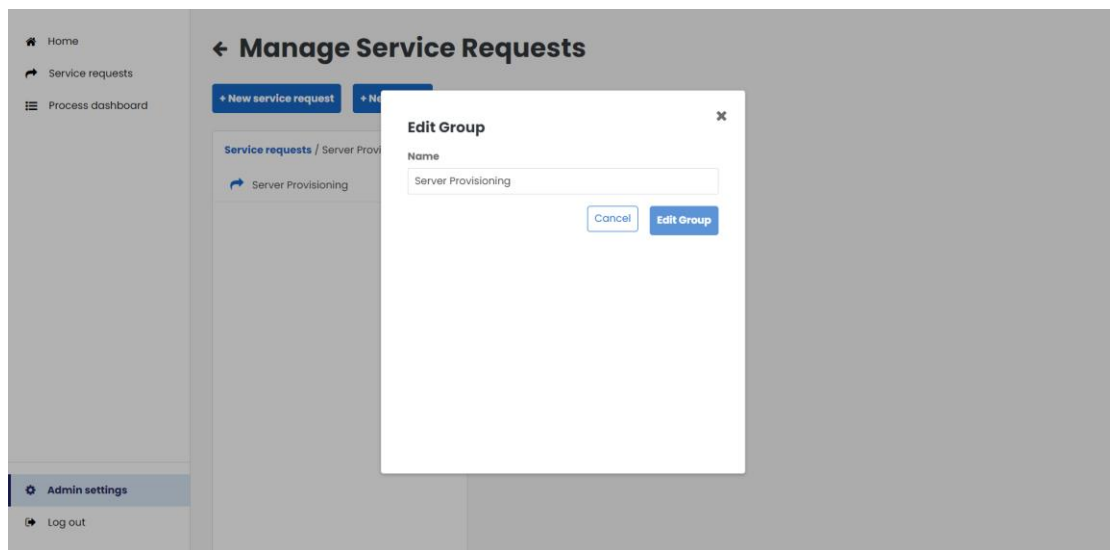 Home
Service requests
Process dashboard
Admin settings
Log out
Manage Service Requests
+ New service request
Service requests / Server
Server Provisioning
Edit Group
Name
Server Provisioning
Cancel
Edit Group